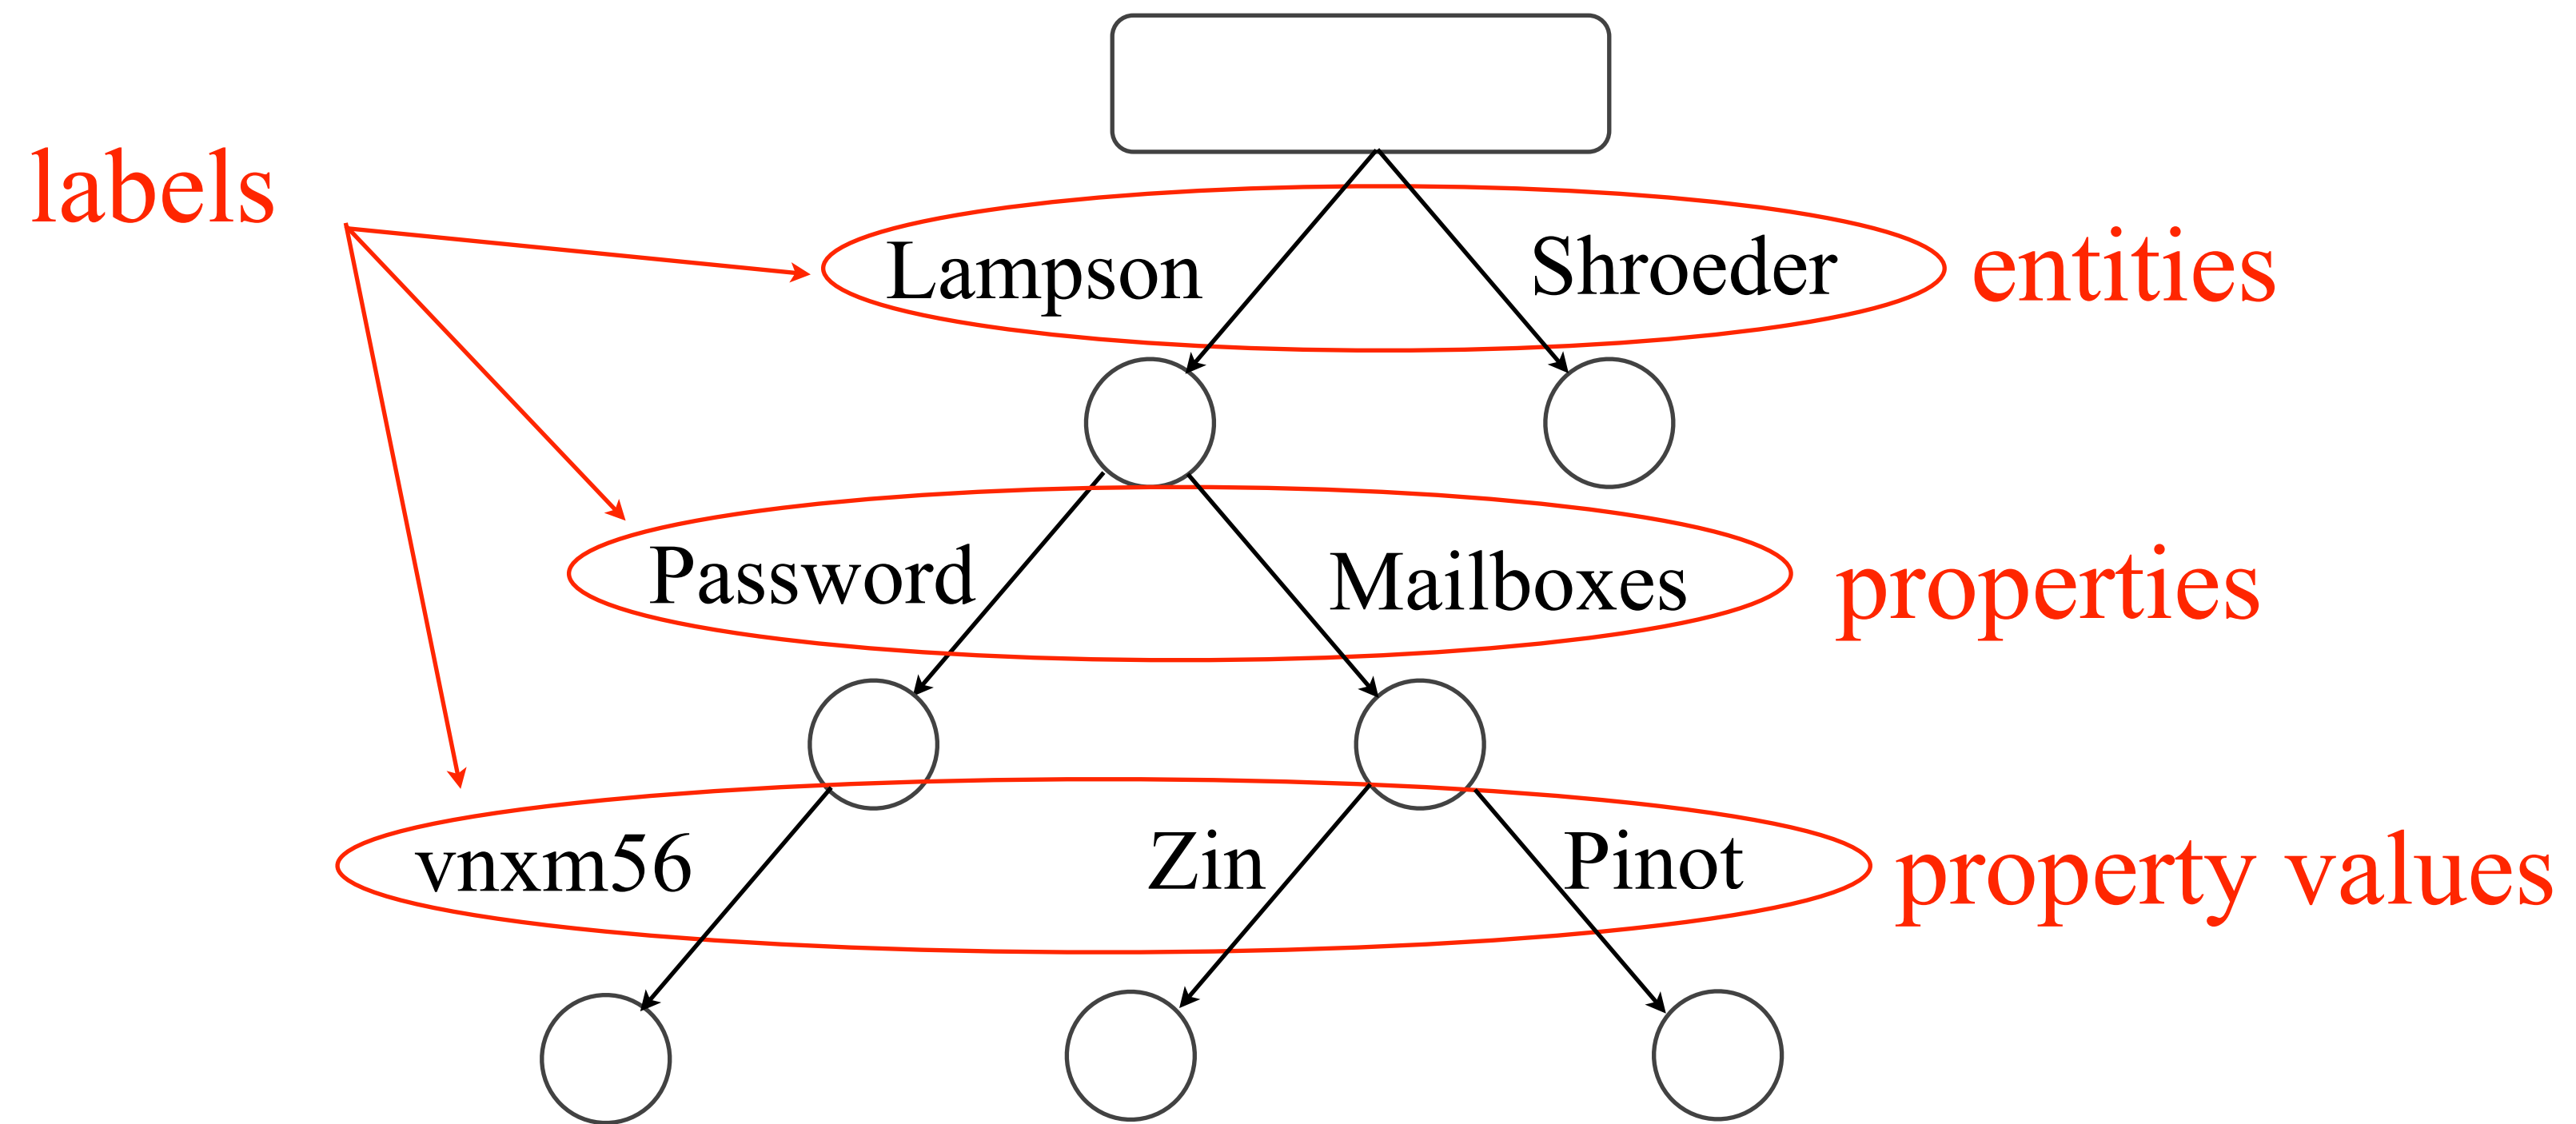 labels
Lampson
Shroeder
entities
Password
Mailboxes
properties
vnxm56
Zin
Pinot
property values